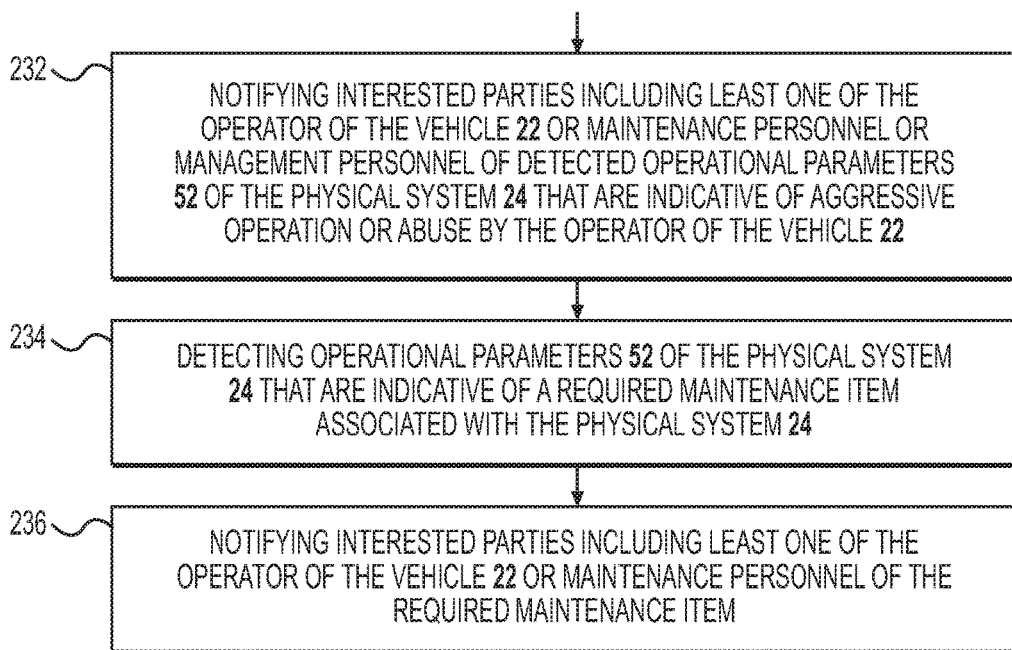 232
NOTIFYING INTERESTED PARTIES INCLUDING LEAST ONE OF THE
OPERATOR OF THE VEHICLE 22 OR MAINTENANCE PERSONNEL OR
MANAGEMENT PERSONNEL OF DETECTED OPERATIONAL PARAMETERS
52 OF THE PHYSICAL SYSTEM 24 THAT ARE INDICATIVE OF AGGRESSIVE
OPERATION OR ABUSE BY THE OPERATOR OF THE VEHICLE 22
234
DETECTING OPERATIONAL PARAMETERS 52 OF THE PHYSICAL SYSTEM
24 THAT ARE INDICATIVE OF A REQUIRED MAINTENANCE ITEM
ASSOCIATED WITH THE PHYSICAL SYSTEM 24
236
NOTIFYING INTERESTED PARTIES INCLUDING LEAST ONE OF THE
OPERATOR OF THE VEHICLE 22 OR MAINTENANCE PERSONNEL OF THE
REQUIRED MAINTENANCE ITEM